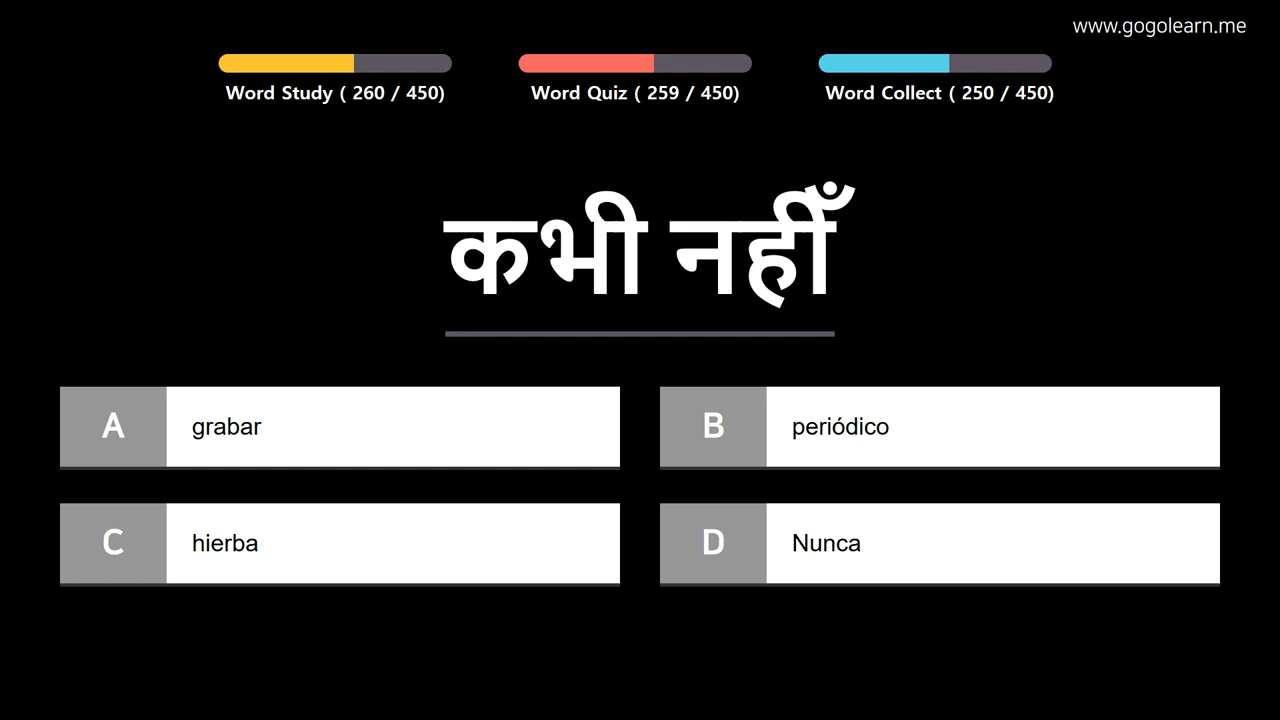 www.gogolearn.me
Word Study ( 260 / 450)
Word Quiz ( 259 / 450)
Word Collect ( 250 / 450)
कभी नहीँ
A grabar
B periódico
C hierba
D Nunca